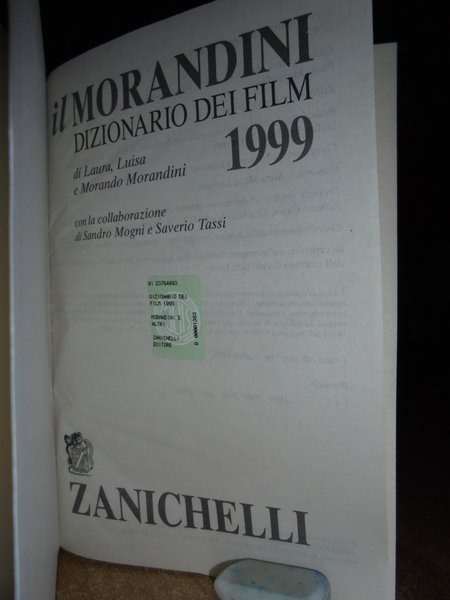 il MORANDINI
DIZIONARIO DEI FILM
1999
di Laura, Luisa
e Morando Morandini
con la collaborazione
di Sandro Mogni e Saverio Tassi
DIZIONARIO DEI
FILM 1999
MORANDINI E
ALTRI
ZANICHELLI
EDITORE
ZANICHELLI